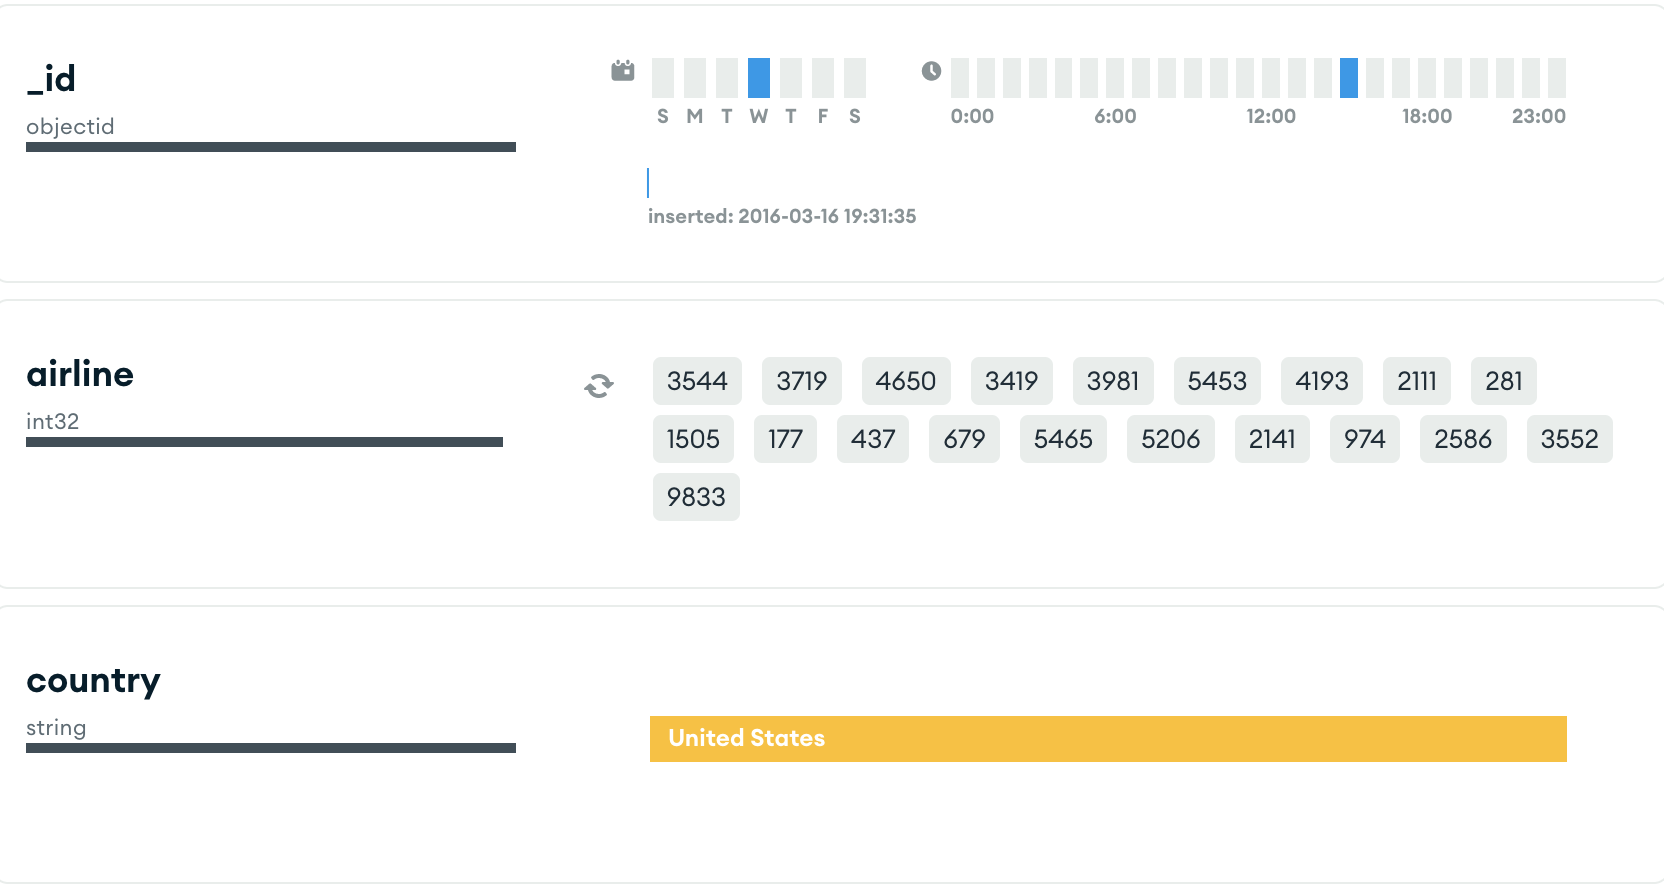 _id
objectid
S M T W T F S
0:00 6:00 12:00 18:00 23:00
inserted: 2016-03-16 19:31:35
airline
int32
3544 3719 4650 3419 3981 5453 4193 2111 281
1505 177 437 679 5465 5206 2141 974 2586 3552
9833
country
string
United States